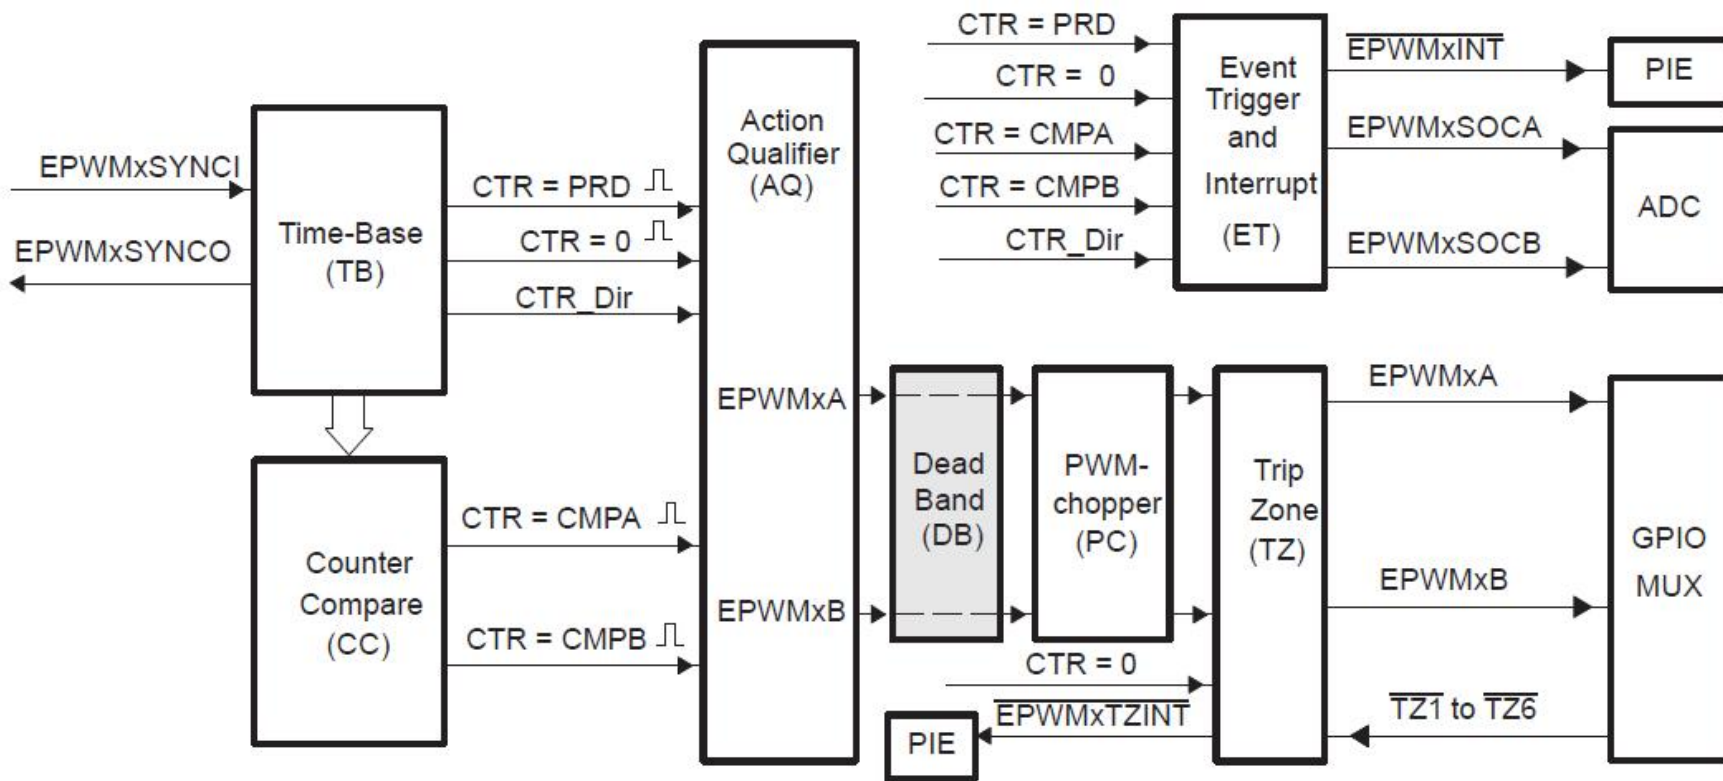 EPWMxSYNCI
EPWMxSYNCO
Time-Base
(TB)
CTR = PRD
CTR = 0
CTR_Dir
Counter
Compare
(CC)
CTR = CMPA
CTR = CMPB
Action
Qualifier
(AQ)
EPWMxA
EPWMxB
CTR = PRD
CTR = 0
CTR = CMPA
CTR = CMPB
CTR_Dir
Event
Trigger
and
Interrupt
(ET)
EPWMxINT
EPWMxSOCA
EPWMxSOCB
PIE
ADC
Dead
Band
(DB)
PWM-
chopper
(PC)
Trip
Zone
(TZ)
CTR = 0
EPWMxTZINT
PIE
EPWMxA
EPWMxB
TZ1 to TZ6
GPIO
MUX